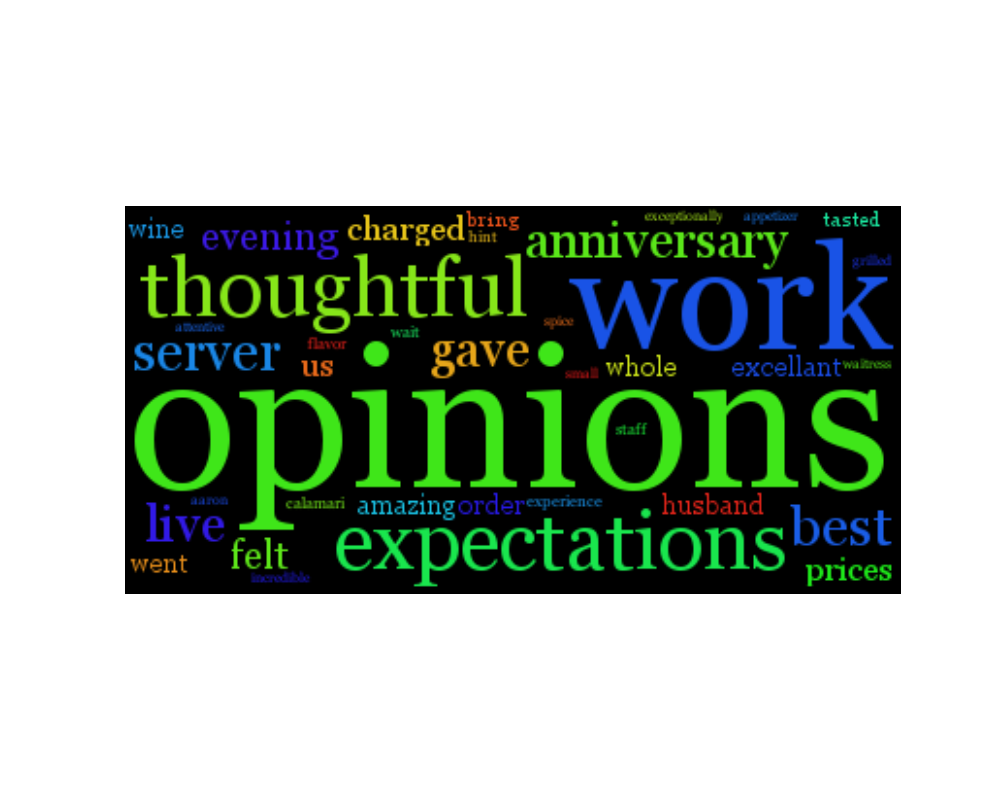 wine evening charged bring hint exceptionally appetizer tasted
anniversary
thoughtful work grilled
attentive wait spice
server flavor us gave small whole excellant waitress
opinions
staff
aaron calamari amazing order experience husband
live expectations best
went felt incredible prices